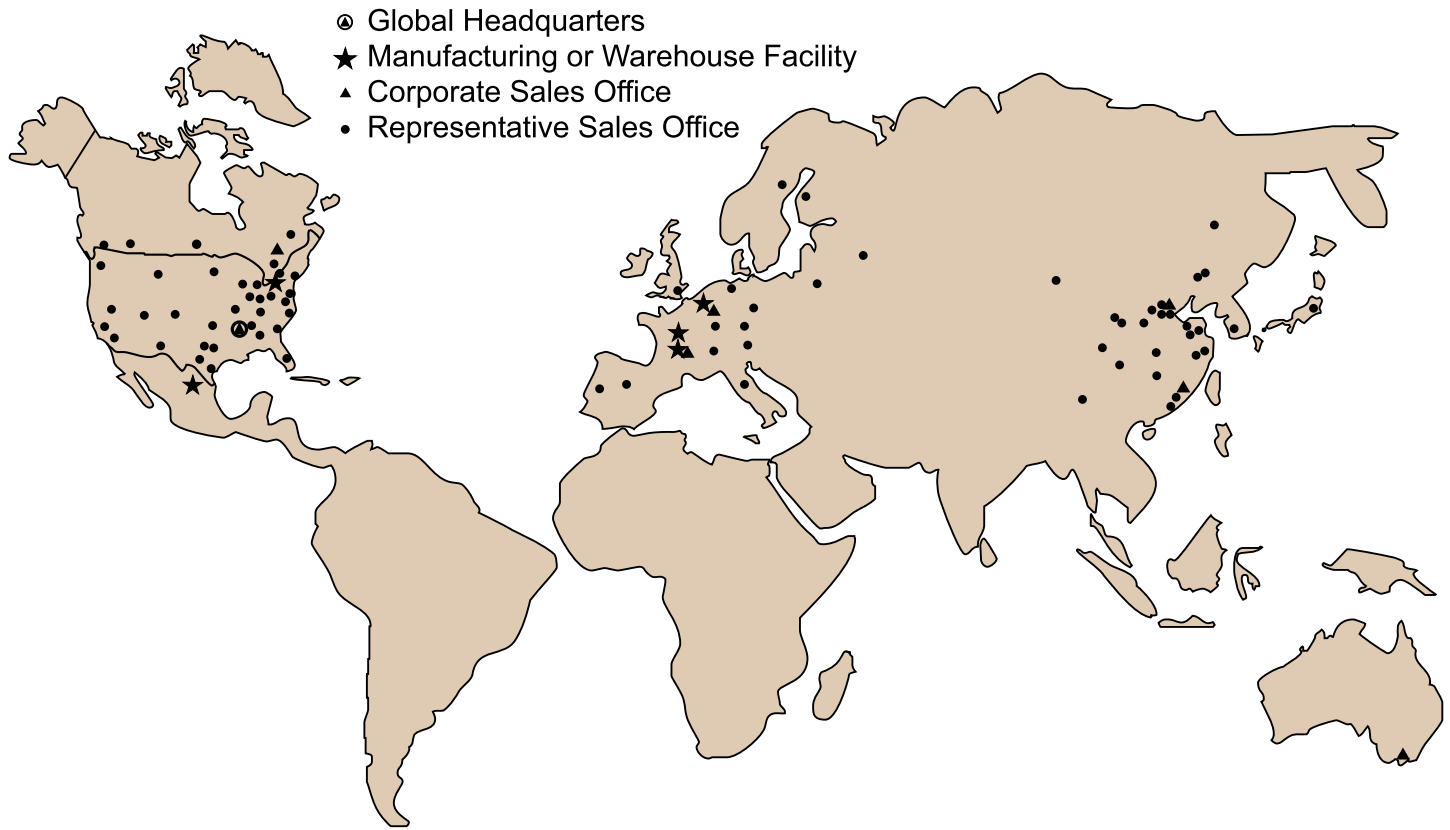 Global Headquarters
Manufacturing or Warehouse Facility
Corporate Sales Office
Representative Sales Office